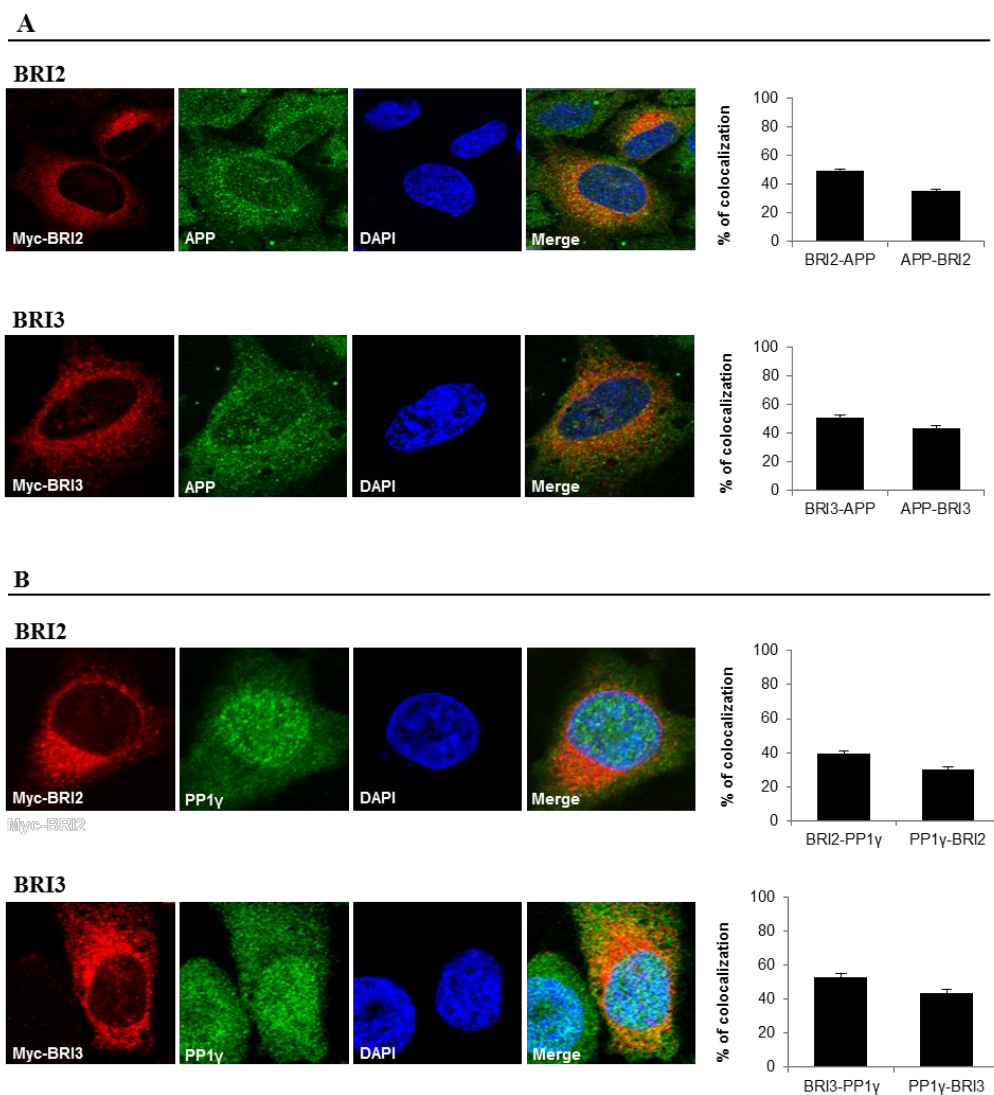 A
BRI2
Myc-BRI2
APP
DAPI
Merge
% of colocalization
100
80
60
40
20
0
BRI2-APP
APP-BRI2
BRI3
Myc-BRI3
APP
DAPI
Merge
% of colocalization
100
80
60
40
20
0
BRI3-APP
APP-BRI3
B
BRI2
Myc-BRI2
PP1γ
DAPI
Merge
Myc-BRI2
% of colocalization
100
80
60
40
20
0
BRI2-PP1γ
PP1γ-BRI2
BRI3
Myc-BRI3
PP1γ
DAPI
Merge
% of colocalization
100
80
60
40
20
0
BRI3-PP1γ
PP1γ-BRI3